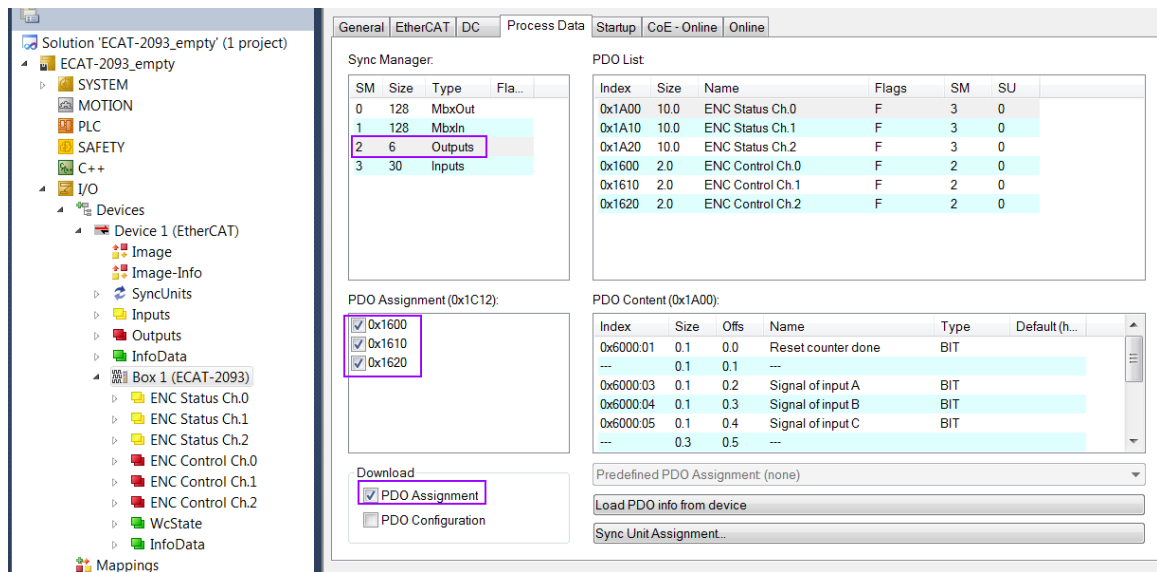 Solution 'ECAT-2093_empty' (1 project)
ECAT-2093_empty
SYSTEM
MOTION
PLC
SAFETY
C++
I/O
Devices
Device 1 (EtherCAT)
Image
Image-Info
SyncUnits
Inputs
Outputs
InfoData
Box 1 (ECAT-2093)
ENC Status Ch.0
ENC Status Ch.1
ENC Status Ch.2
ENC Control Ch.0
ENC Control Ch.1
ENC Control Ch.2
WcState
InfoData
Mappings
General EtherCAT DC Process Data Startup CoE - Online Online
Sync Manager:
SM Size Type Fla...
0 128 MbxOut
1 128 MbxIn
2 6 Outputs
3 30 Inputs
PDO List:
Index Size Name Flags SM SU
0x1A00 10.0 ENC Status Ch.0 F 3 0
0x1A10 10.0 ENC Status Ch.1 F 3 0
0x1A20 10.0 ENC Status Ch.2 F 3 0
0x1600 2.0 ENC Control Ch.0 F 2 0
0x1610 2.0 ENC Control Ch.1 F 2 0
0x1620 2.0 ENC Control Ch.2 F 2 0
PDO Assignment (0x1C12):
0x1600
0x1610
0x1620
PDO Content (0x1A00):
Index Size Offs Name Type Default (h...
0x6000:01 0.1 0.0 Reset counter done BIT
--- 0.1 0.1 ---
0x6000:03 0.1 0.2 Signal of input A BIT
0x6000:04 0.1 0.3 Signal of input B BIT
0x6000:05 0.1 0.4 Signal of input C BIT
--- 0.3 0.5 ---
Download
PDO Assignment
PDO Configuration
Predefined PDO Assignment: (none)
Load PDO info from device
Sync Unit Assignment...